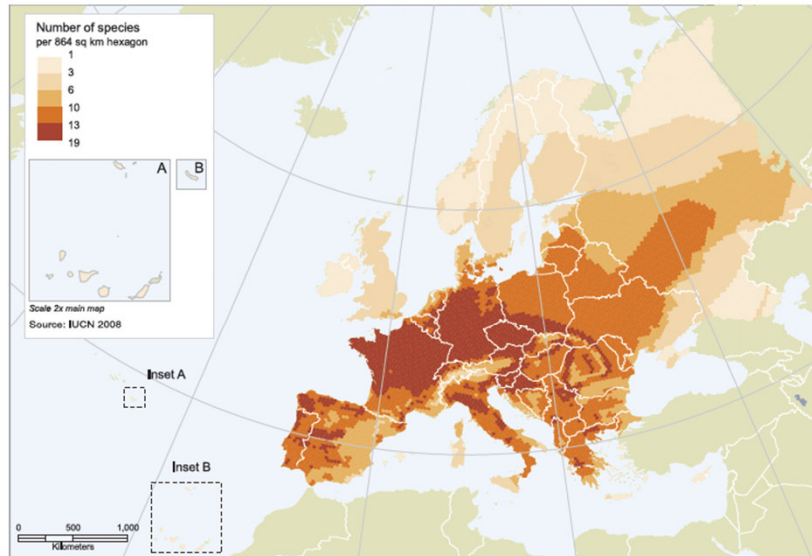 Number of species
per 864 sq km hexagon
1
3
6
10
13
19
A
B
Scale 2x main map
Source: IUCN 2008
Inset A
Inset B
0 500 1,000
Kilometers